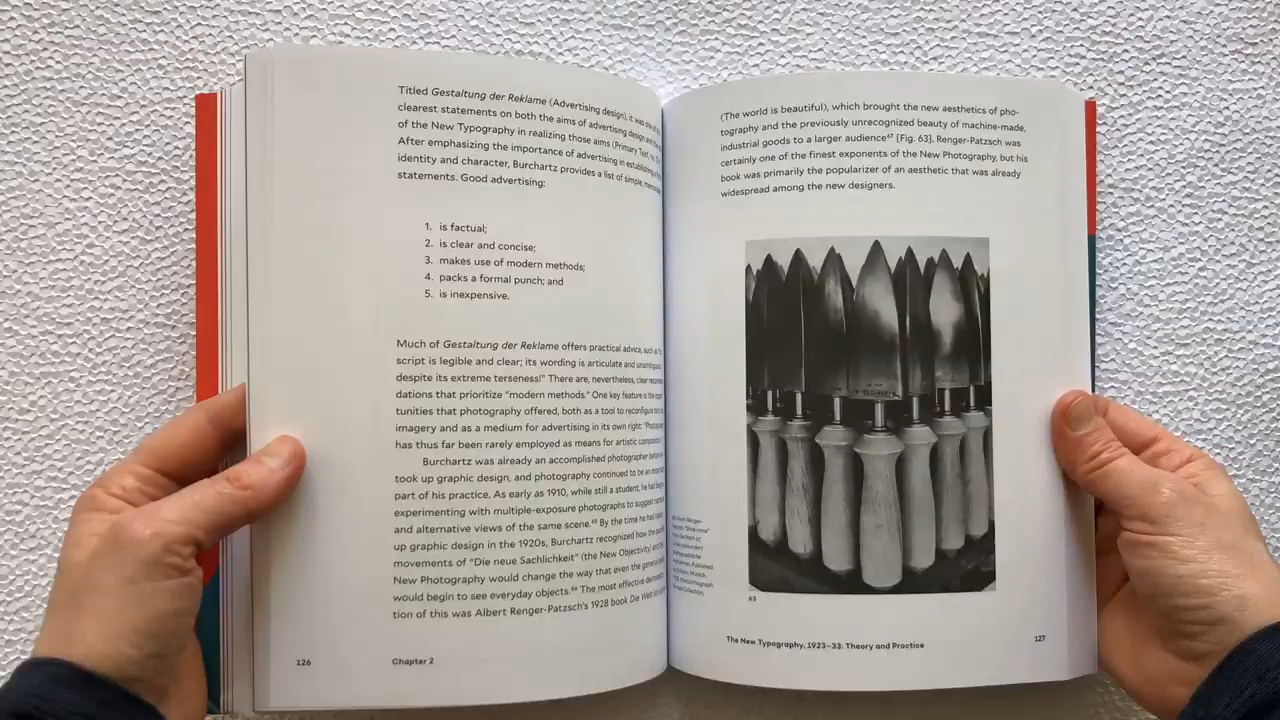 Titled Gestaltung der Reklame (Advertising design), it was one of the
clearest statements on both the aims of advertising design and
of the New Typography in realizing those aims (Primary Text, no.
After emphasizing the importance of advertising in establishing
identity and character, Burchartz provides a list of simple,
statements. Good advertising:
1. is factual;
2. is clear and concise;
3. makes use of modern methods;
4. packs a formal punch; and
5. is inexpensive.
Much of Gestaltung der Reklame offers practical advice, such as
script is legible and clear; its wording is articulate and
despite its extreme terseness!” There are, nevertheless, clear
dations that prioritize “modern methods.” One key feature is the
tunities that photography offered, both as a tool to reconfigure
imagery and as a medium for advertising in its own right:
has thus far been rarely employed as means for artistic
Burchartz was already an accomplished photographer before
took up graphic design, and photography continued to be an
part of his practice. As early as 1910, while still a student, he had
experimenting with multiple-exposure photographs to suggest
and alternative views of the same scene.⁶⁵ By the time he had
up graphic design in the 1920s, Burchartz recognized how the
movements of “Die neue Sachlichkeit” (the New Objectivity) and
New Photography would change the way that even the
would begin to see everyday objects.⁶⁶ The most effective
tion of this was Albert Renger-Patzsch’s 1928 book Die Welt ist
126
Chapter 2
(The world is beautiful), which brought the new aesthetics of pho-
tography and the previously unrecognized beauty of machine-made,
industrial goods to a larger audience⁶⁷ [Fig. 63]. Renger-Patzsch was
certainly one of the finest exponents of the New Photography, but his
book was primarily the popularizer of an aesthetic that was already
widespread among the new designers.
63
The New Typography, 1923–33: Theory and Practice
127